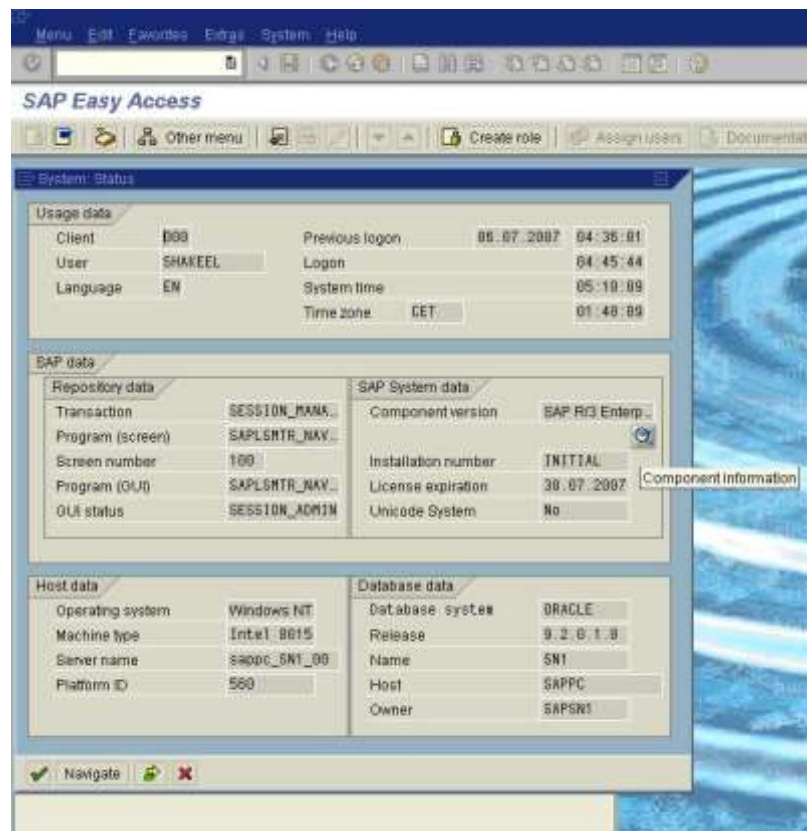 Menu Edit Favorites Extras System Help
SAP Easy Access
Other menu Create role Assign users Documentat
System: Status
Usage data
Client 000 Previous logon 06.07.2007 04:36:01
User SHAKEEL Logon 04:45:44
Language EN System time 05:10:09
Time zone CET 01:40:09
SAP data
Repository data SAP System data
Transaction SESSION_MANA.. Component version SAP R/3 Enterp..
Program (screen) SAPLSMTR_NAV..
Screen number 100 Installation number INITIAL
Component information
Program (GUI) SAPLSMTR_NAV.. License expiration 30.07.2007
GUI status SESSION_ADMIN Unicode System No
Host data Database data
Operating system Windows NT Database system ORACLE
Machine type Intel 8015 Release 9.2.0.1.0
Server name sappc_SN1_00 Name SN1
Platform ID 560 Host SAPPC
Owner SAPSN1
Navigate